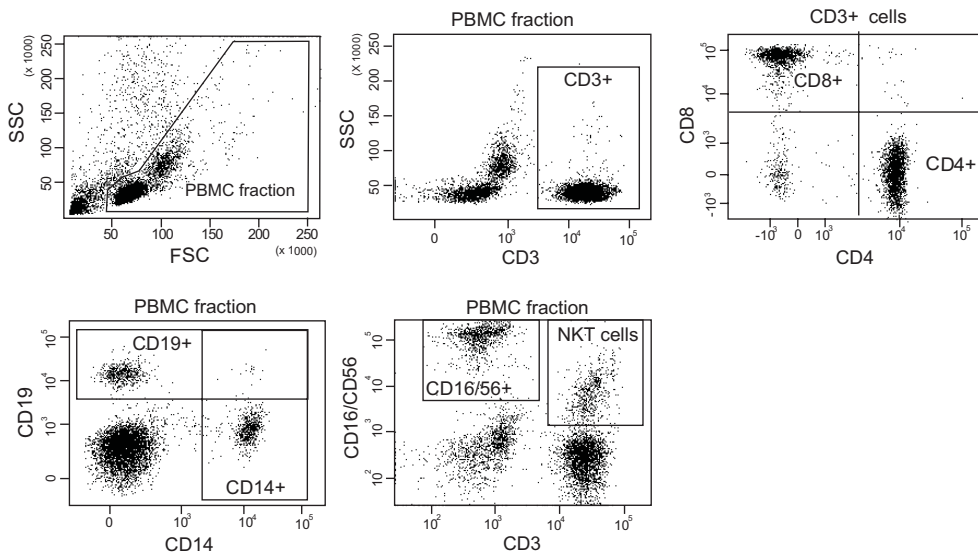 (x 1000)
SSC
250
200
150
100
50
PBMC fraction
50
100
150
200
250
FSC
(x 1000)
PBMC fraction
(x 1000)
SSC
250
200
150
100
50
CD3+
0
10³
10⁴
10⁵
CD3
CD3+ cells
CD8
10⁵
10⁴
10³
0
-10³
CD8+
CD4+
-10³
0
10³
10⁴
10⁵
CD4
PBMC fraction
CD19
10⁵
10⁴
10³
0
CD19+
CD14+
0
10³
10⁴
10⁵
CD14
PBMC fraction
CD16/CD56
10⁵
10⁴
10³
10²
NKT cells
CD16/56+
10²
10³
10⁴
10⁵
CD3